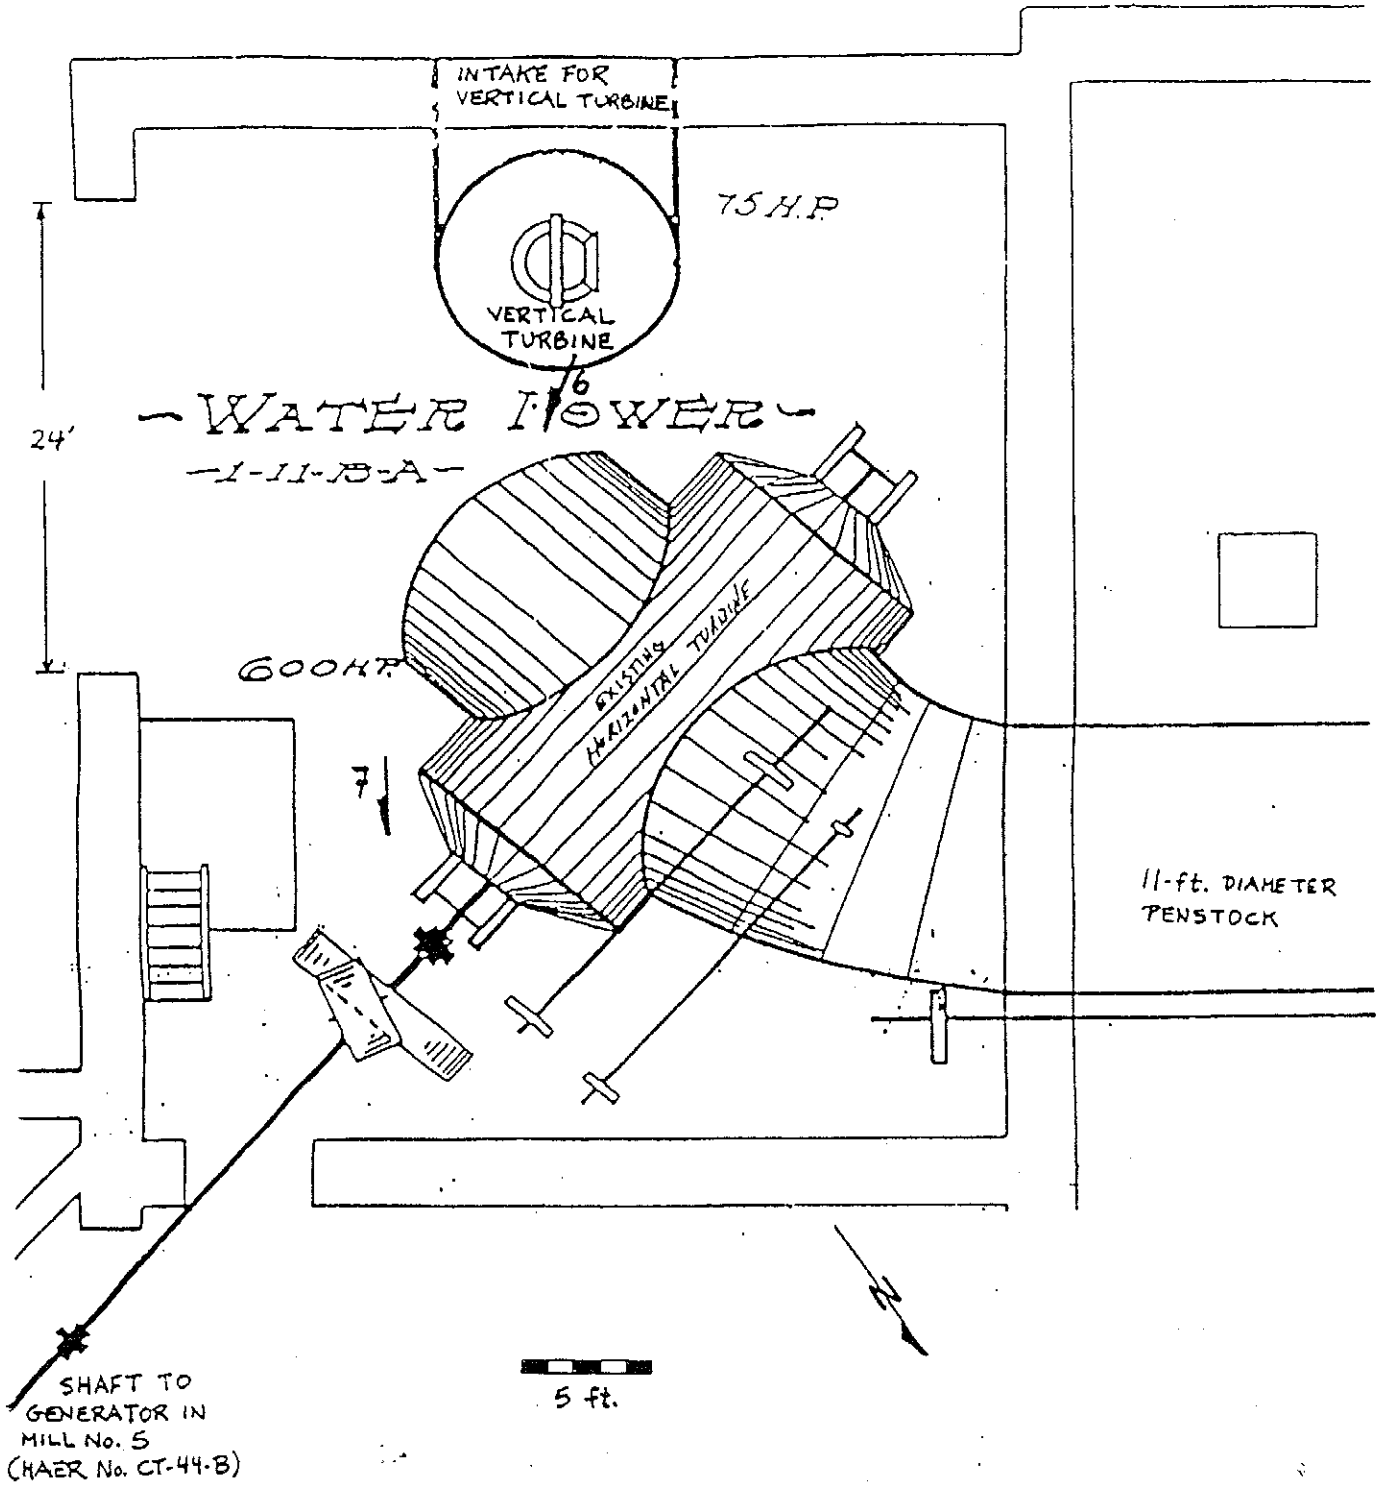 INTAKE FOR
VERTICAL TURBINE
75 H.P.
VERTICAL
TURBINE
6
- WATER POWER -
-1-11-B-A-
24'
EXISTING
HORIZONTAL TURBINE
600 H.P.
7
11-ft. DIAMETER
PENSTOCK
N
5 ft.
SHAFT TO
GENERATOR IN
MILL No. 5
(HAER No. CT-44-B)